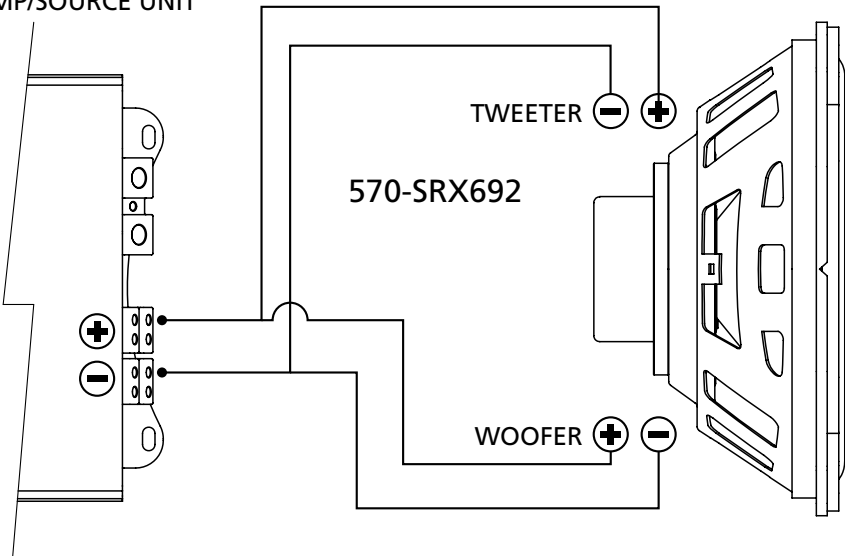 MP/SOURCE UNIT
TWEETER − +
570-SRX692
+
−
WOOFER + −